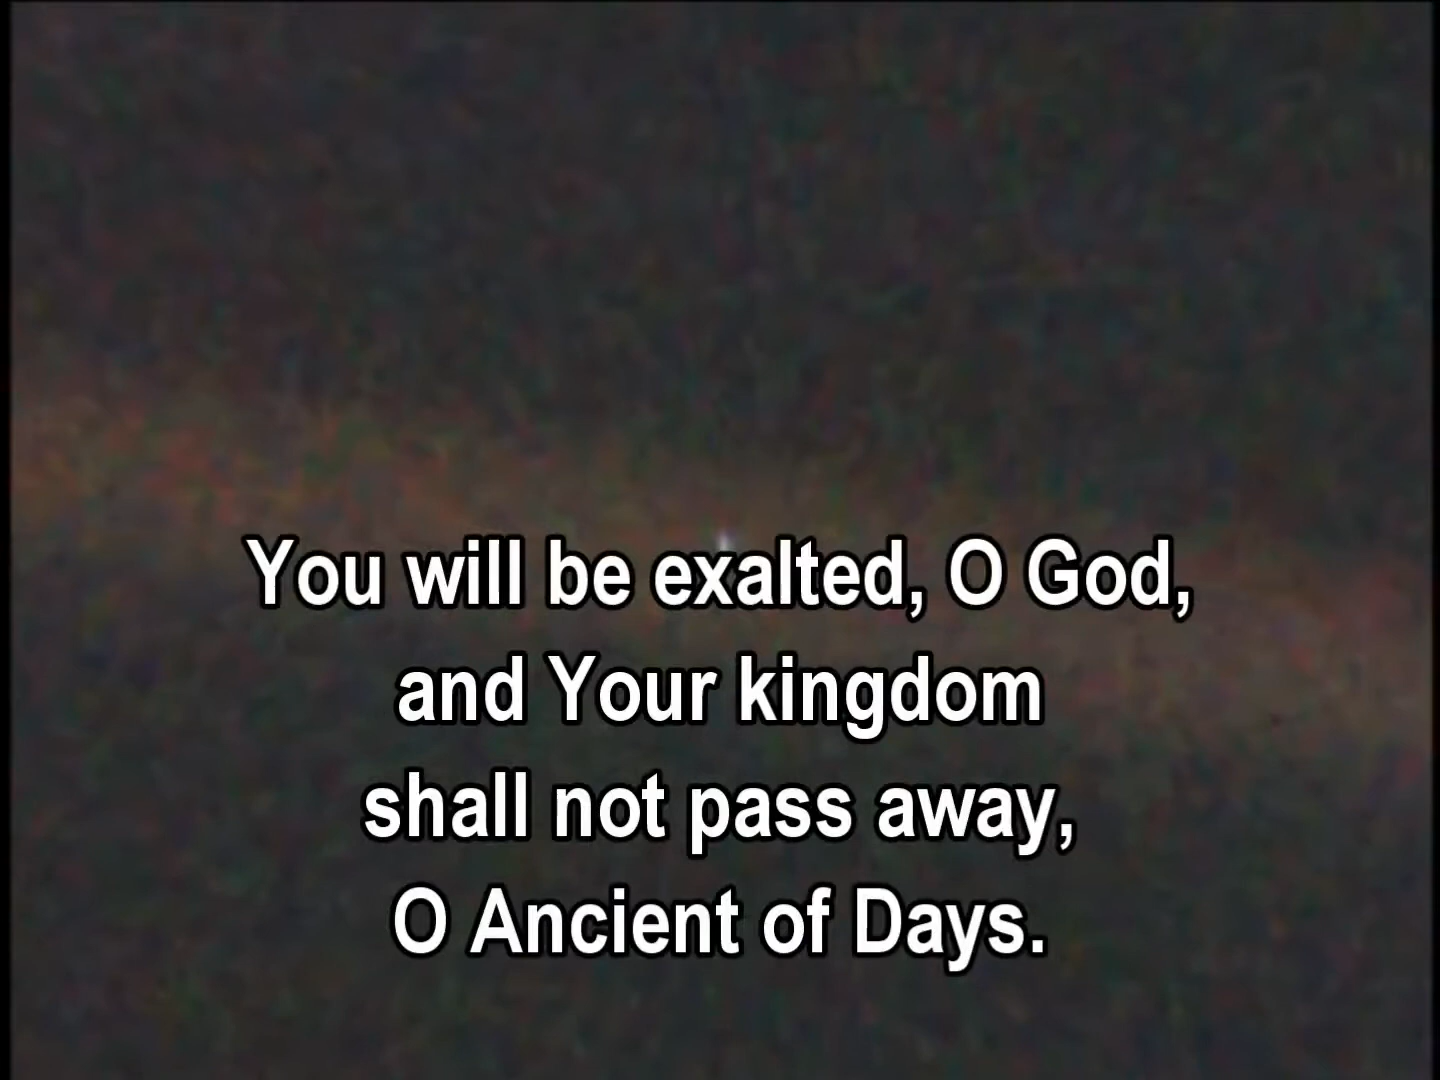 You will be exalted, O God,
and Your kingdom
shall not pass away,
O Ancient of Days.